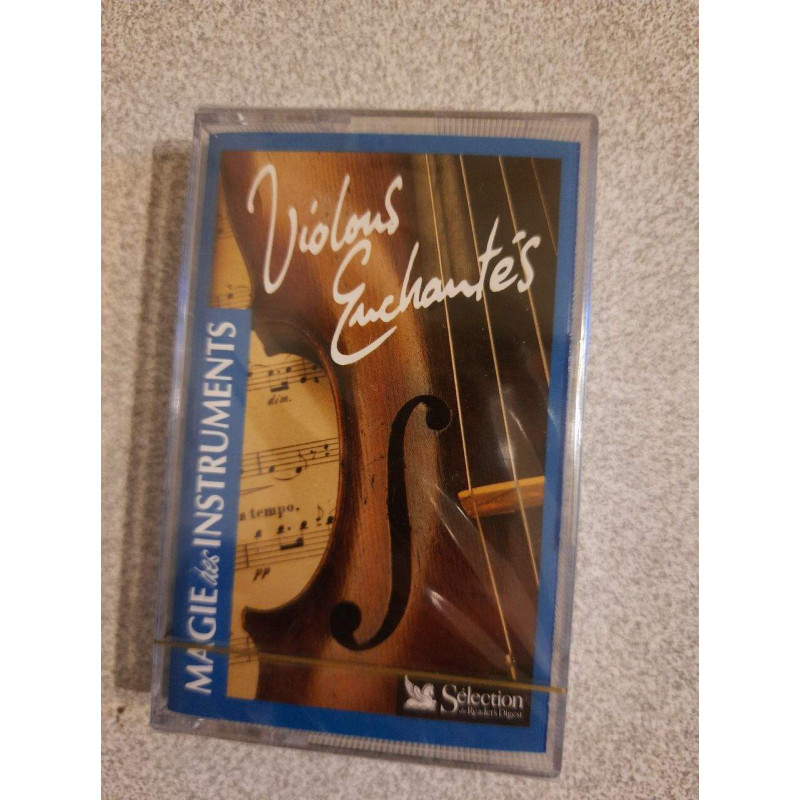 Violons
Enchantés
MAGIE des INSTRUMENTS
dim.
a tempo.
pp
Sélection
du Reader's Digest